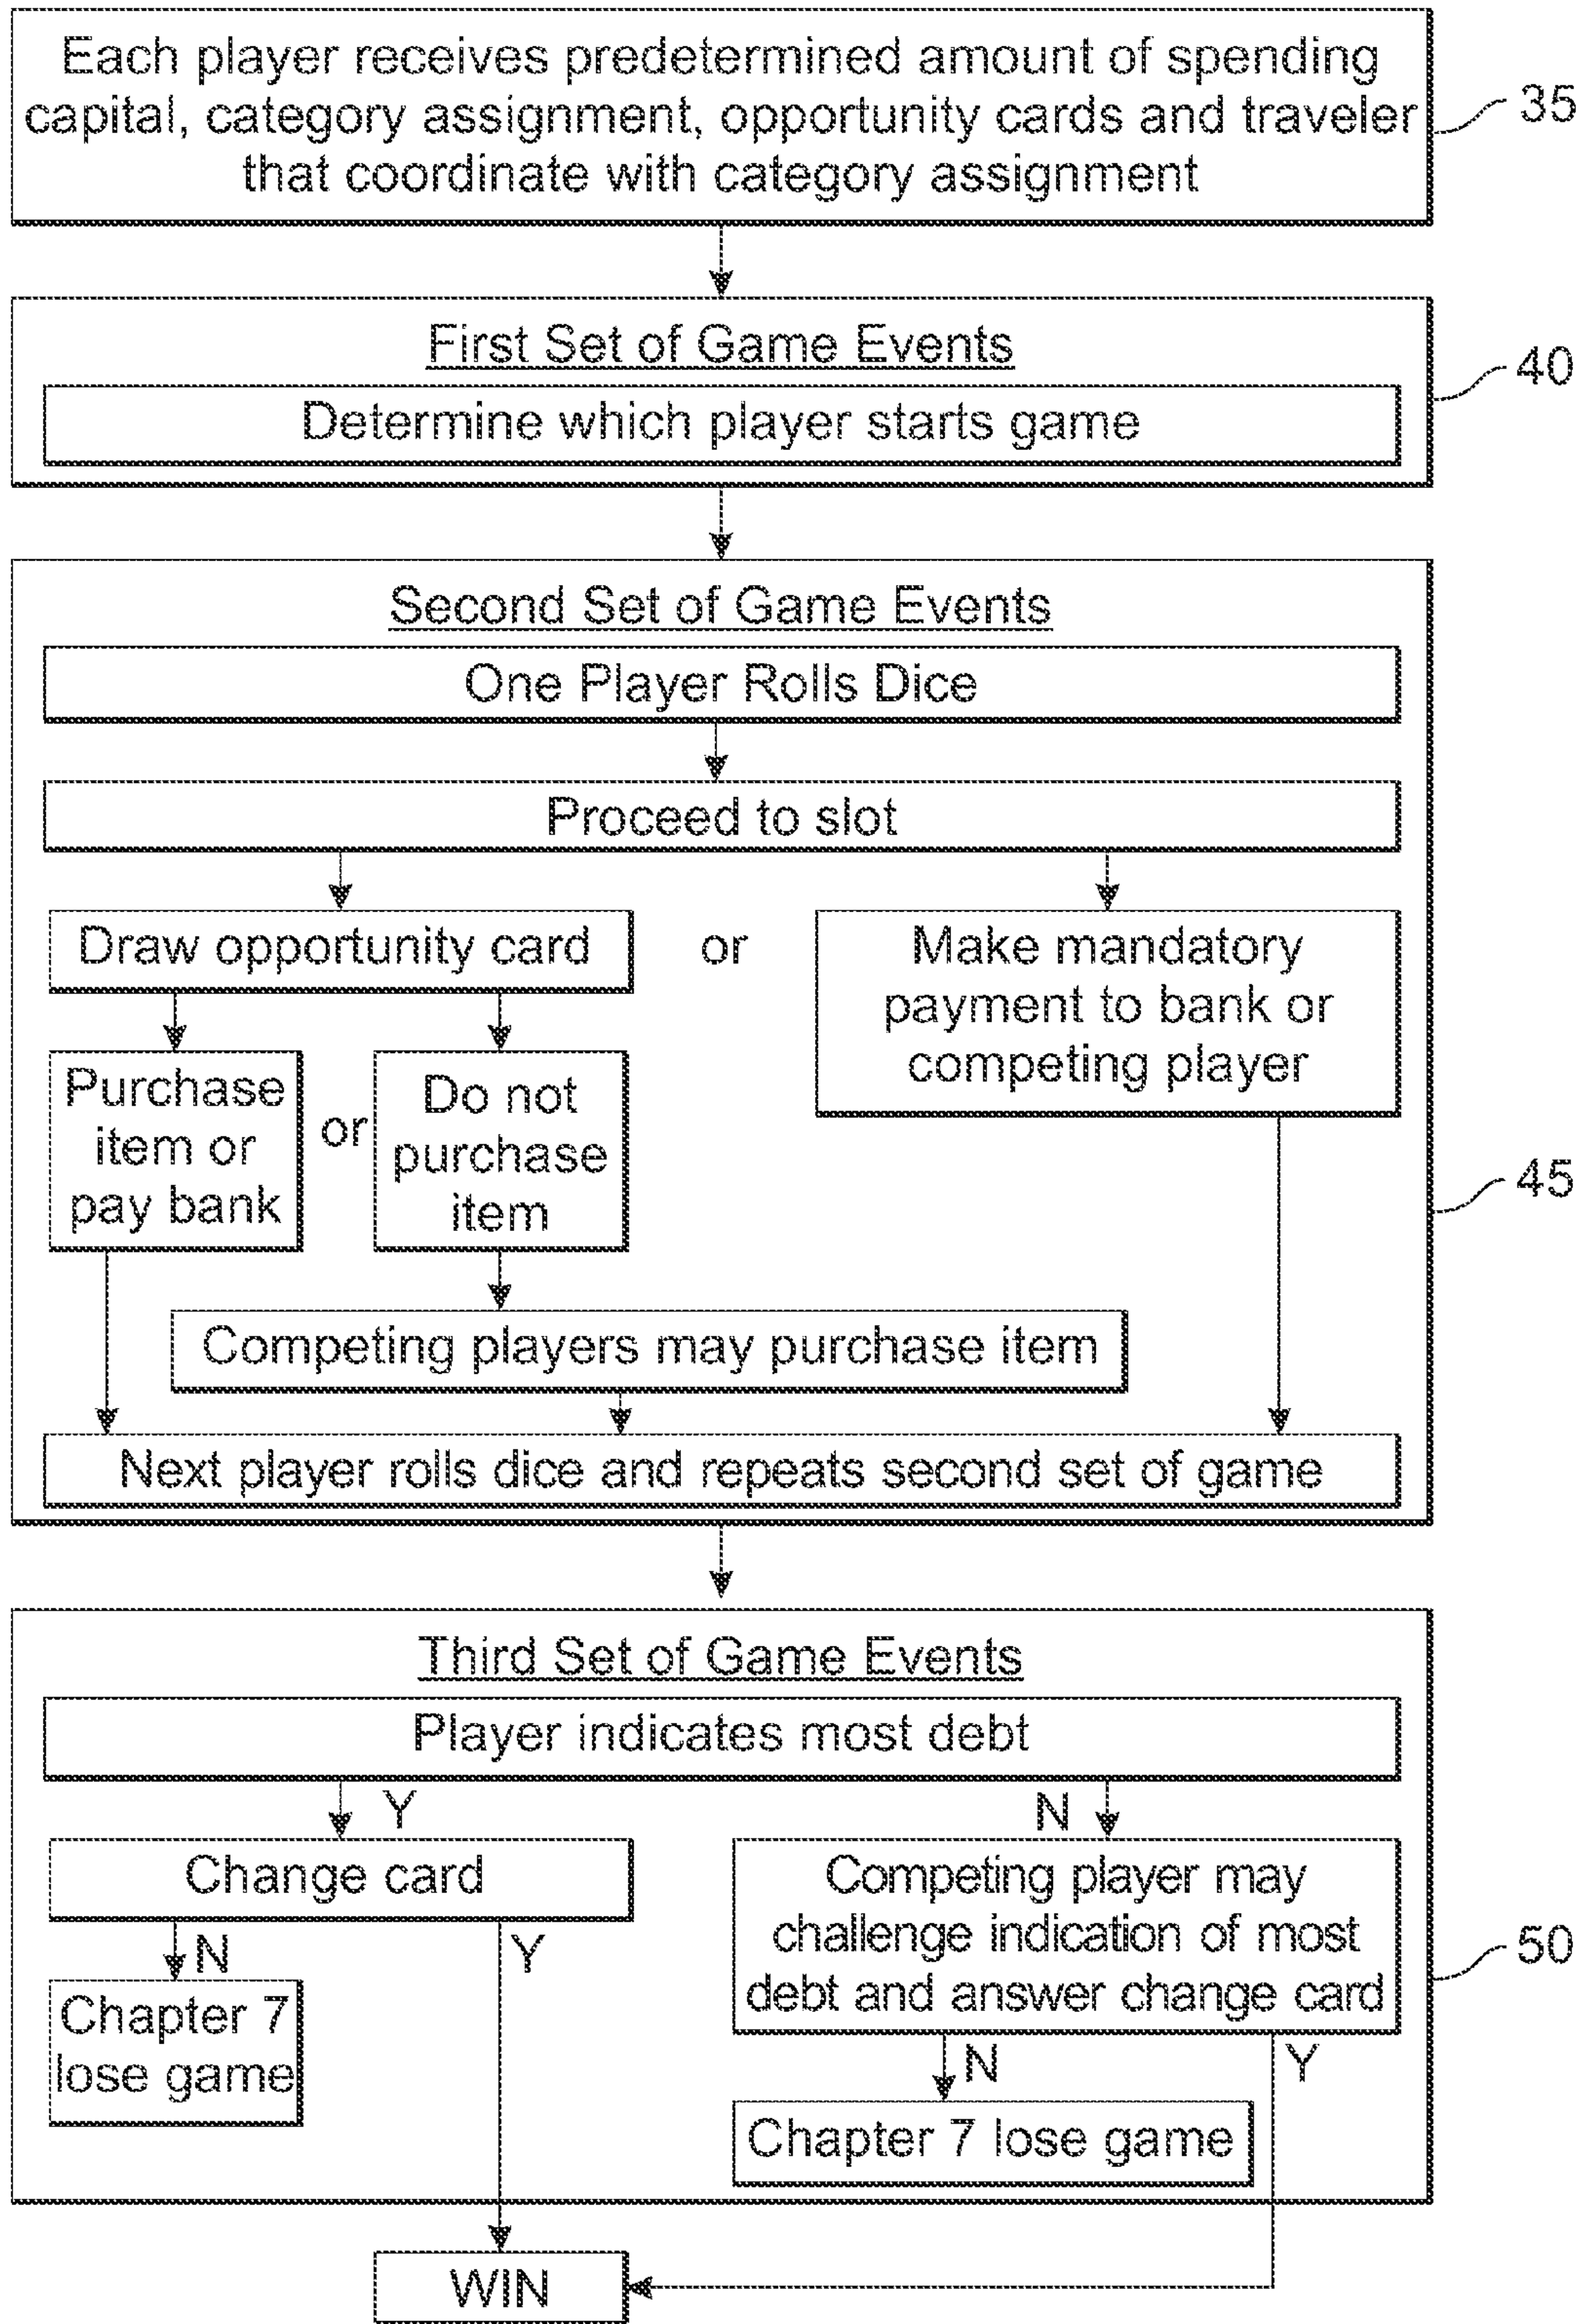 Each player receives predetermined amount of spending
capital, category assignment, opportunity cards and traveler
that coordinate with category assignment
35
First Set of Game Events
Determine which player starts game
40
Second Set of Game Events
One Player Rolls Dice
Proceed to slot
Draw opportunity card
or
Make mandatory
payment to bank or
competing player
Purchase
item or
pay bank
or
Do not
purchase
item
45
Competing players may purchase item
Next player rolls dice and repeats second set of game
Third Set of Game Events
Player indicates most debt
Y
N
Change card
Competing player may
challenge indication of most
debt and answer change card
50
N
Y
Chapter 7
lose game
N
Y
Chapter 7 lose game
WIN